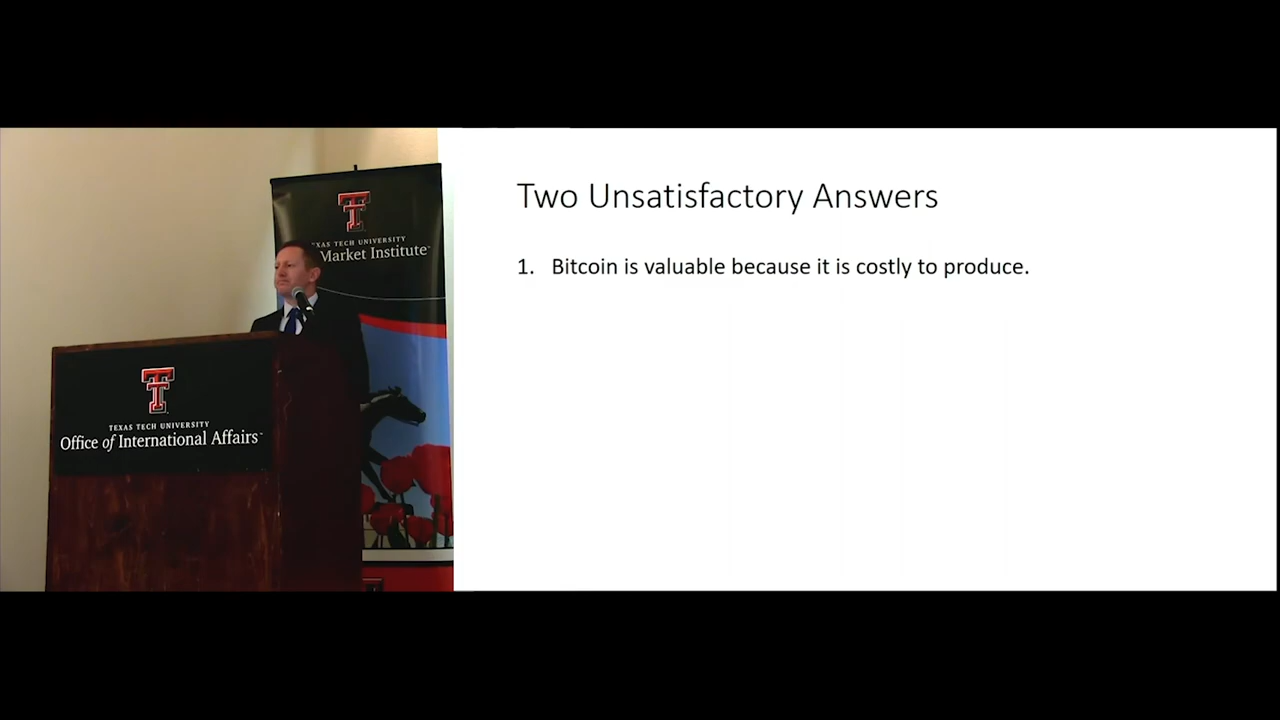 TEXAS TECH UNIVERSITY
Market Institute
TEXAS TECH UNIVERSITY
Office of International Affairs
Two Unsatisfactory Answers
1. Bitcoin is valuable because it is costly to produce.